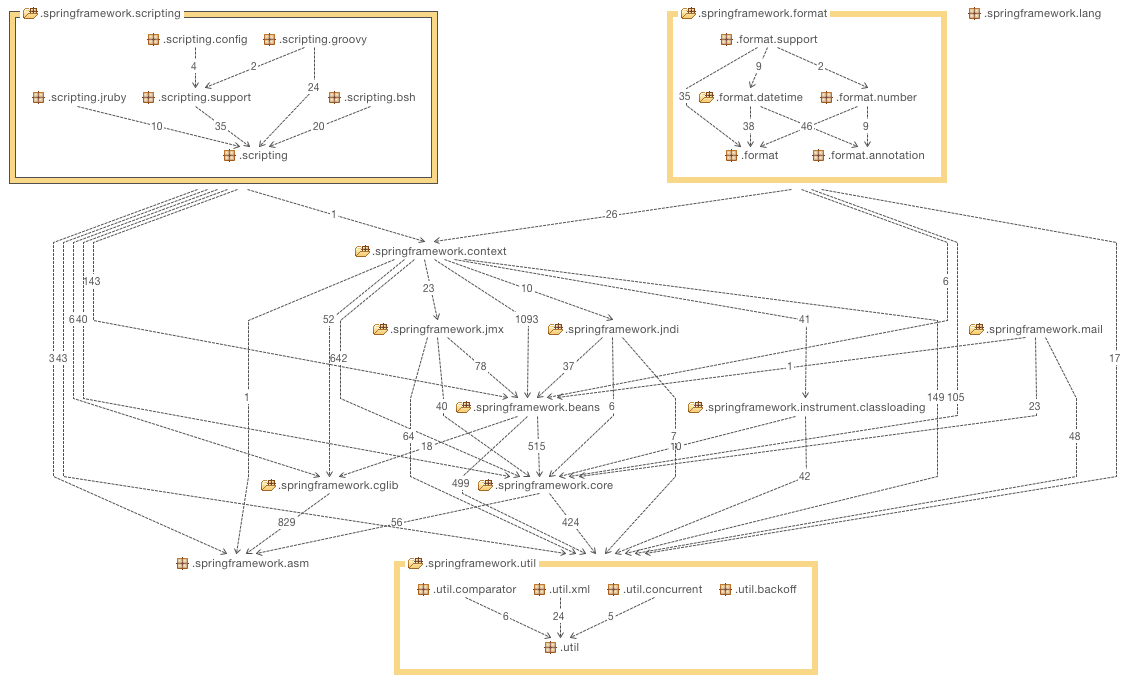 .springframework.scripting
.springframework.format
.springframework.lang
.scripting.config
.scripting.groovy
.format.support
4
2
9
2
24
35
.scripting.jruby
.scripting.support
.scripting.bsh
.format.datetime
.format.number
10
35
20
38
46
9
.scripting
.format
.format.annotation
1
26
.springframework.context
143
23
10
6
640
52
1093
41
.springframework.jmx
.springframework.jndi
.springframework.mail
343
642
78
37
1
17
1
149
105
.springframework.beans
40
6
.springframework.instrument.classloading
23
64
18
515
7
10
48
499
42
.springframework.cglib
.springframework.core
829
56
424
.springframework.asm
.springframework.util
.util.comparator
.util.xml
.util.concurrent
.util.backoff
6
24
5
.util